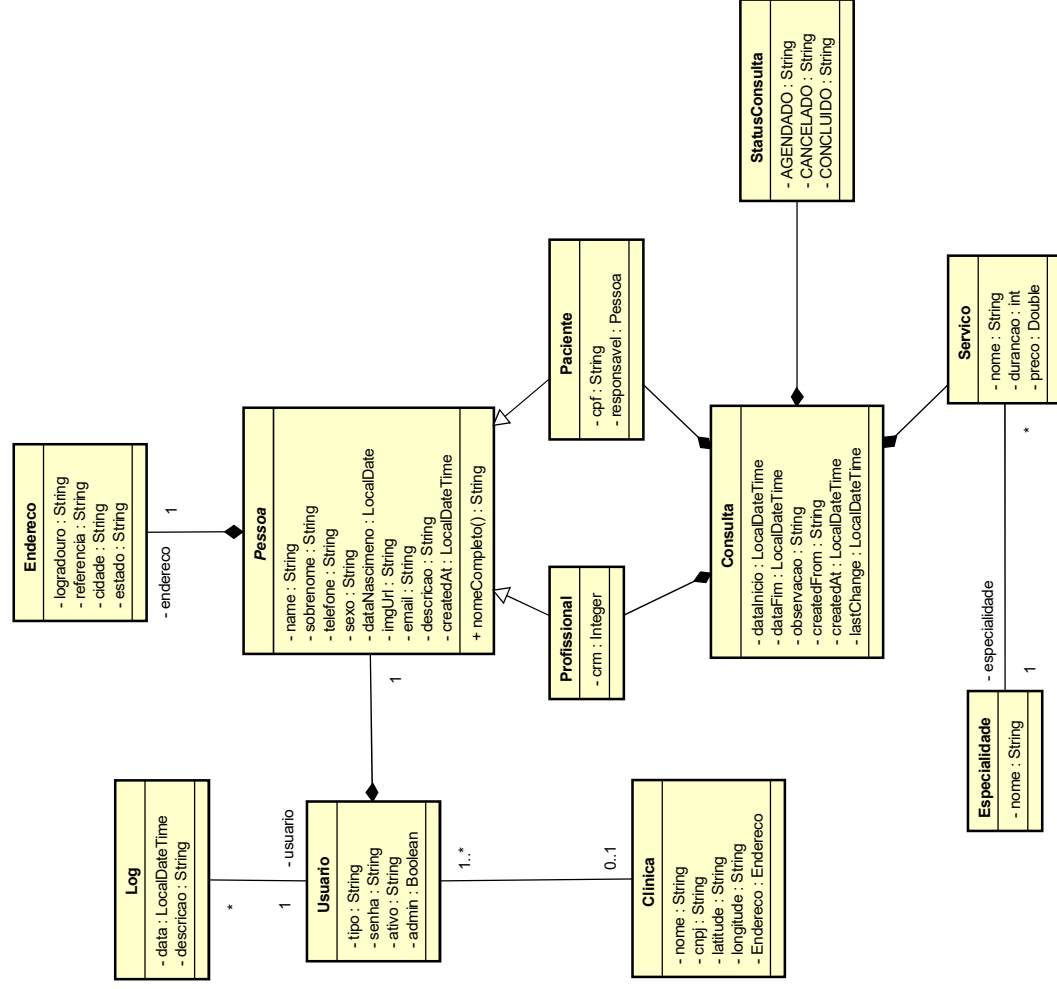 Log
- data : LocalDateTime
- descricao : String
*
1
- usuario
Usuario
- tipo : String
- senha : String
- ativo : String
- admin : Boolean
1..*
0..1
Clinica
- nome : String
- cnpj : String
- latitude : String
- longitude : String
- Endereco : Endereco
Endereco
- logradouro : String
- referencia : String
- cidade : String
- estado : String
- endereco
1
Pessoa
- name : String
- sobrenome : String
- telefone : String
- sexo : String
- dataNascimeno : LocalDate
- imgUrl : String
- email : String
- descricao : String
- createdAt : LocalDateTime
+ nomeCompleto() : String
1
Profissional
- crm : Integer
Paciente
- cpf : String
- responsavel : Pessoa
Consulta
- dataInicio : LocalDateTime
- dataFim : LocalDateTime
- observacao : String
- createdFrom : String
- createdAt : LocalDateTime
- lastChange : LocalDateTime
StatusConsulta
- AGENDADO : String
- CANCELADO : String
- CONCLUIDO : String
Especialidade
- nome : String
- especialidade
1
*
Servico
- nome : String
- durancao : int
- preco : Double